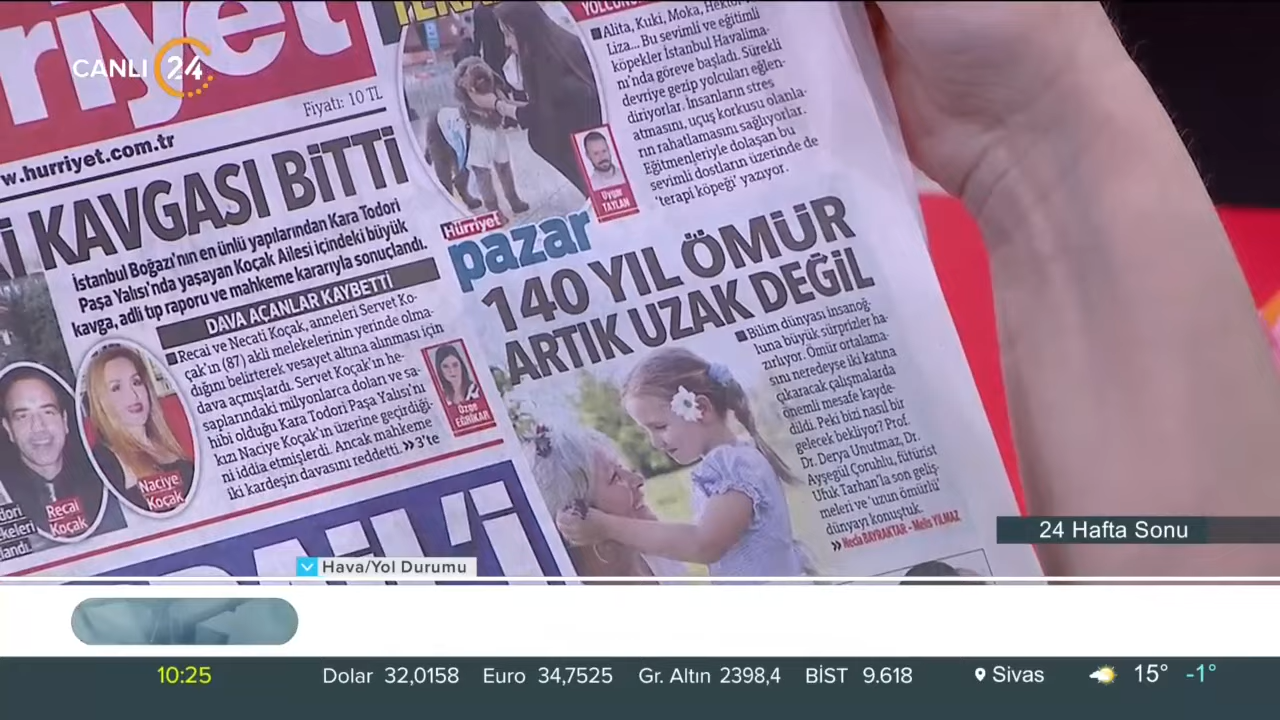 CANLI 24
rriyet
Fiyatı: 10 TL
w.hurriyet.com.tr
İ KAVGASI BİTTİ
İstanbul Boğazı'nın en ünlü yapılarından Kara Todori
Paşa Yalısı'nda yaşayan Koçak Ailesi içindeki büyük
kavga, adli tıp raporu ve mahkeme kararıyla sonuçlandı.
DAVA AÇANLAR KAYBETTİ
■Recai ve Necati Koçak, anneleri Servet Ko-
çak'ın (87) akli melekelerinin yerinde olma-
dığını belirterek vesayet altına alınması için
dava açmışlardı. Servet Koçak'ın he-
saplarındaki milyonlarca doları ve sa-
hibi olduğu Kara Todori Paşa Yalısı'nı
kızı Naciye Koçak'ın üzerine geçirdiği-
ni iddia etmişlerdi. Ancak mahkeme
iki kardeşin davasını reddetti. »3'te
Özge
EĞRİKAR
Recai
Koçak
Naciye
Koçak
dori
keleri
landı.
■Alita, Kuki, Moka, Hektor,
Liza... Bu sevimli ve eğitimli
köpekler İstanbul Havalima-
nı'nda göreve başladı. Sürekli
devriye gezip yolcuları eğlen-
diriyorlar. İnsanların stres
atmasını, uçuş korkusu olanla-
rın rahatlamasını sağlıyorlar.
Eğitmenleriyle dolaşan bu
sevimli dostların üzerinde de
'terapi köpeği' yazıyor.
TAYLAN
Hürriyet
pazar
140 YIL ÖMÜR
ARTIK UZAK DEĞİL
■Bilim dünyası insanoğ-
luna büyük sürprizler ha-
zırlıyor. Ömür ortalama-
sını neredeyse iki katına
çıkaracak çalışmalarda
önemli mesafe kayde-
dildi. Peki bizi nasıl bir
gelecek bekliyor? Prof.
Dr. Derya Unutmaz, Dr.
Ayşegül Çoruhlu, fütürist
Ufuk Tarhan'la son geliş-
meleri ve 'uzun ömürlü'
dünyayı konuştuk.
» Necla BAYRAKTAR - Melis YILMAZ
24 Hafta Sonu
Hava/Yol Durumu
10:25 Dolar 32,0158 Euro 34,7525 Gr. Altın 2398,4 BİST 9.618 Sivas 15° -1°